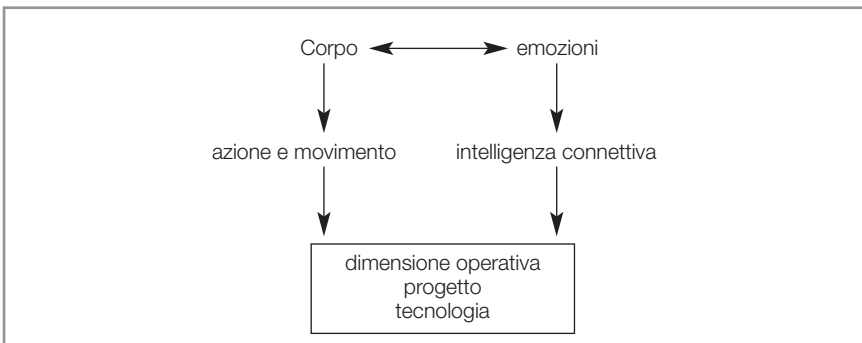 Corpo emozioni
azione e movimento intelligenza connettiva
dimensione operativa
progetto
tecnologia